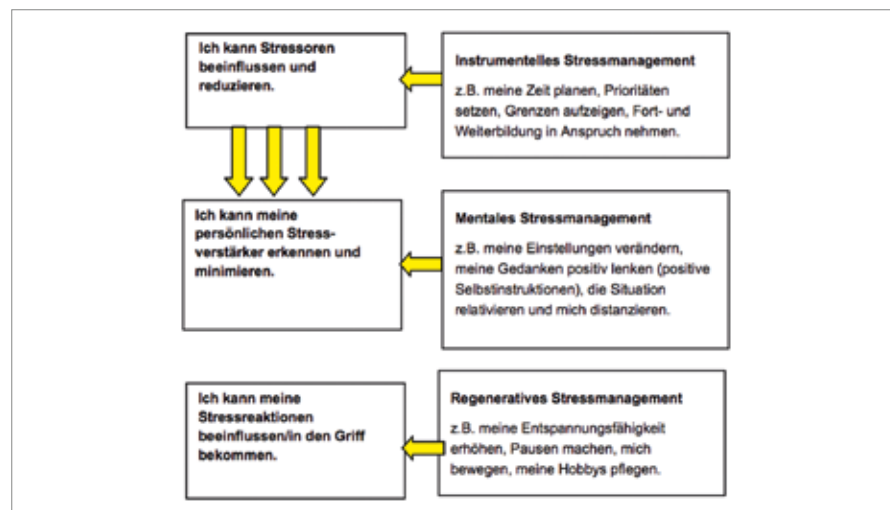 Ich kann Stressoren
beeinflussen und
reduzieren.
Instrumentelles Stressmanagement
z.B. meine Zeit planen, Prioritäten
setzen, Grenzen aufzeigen, Fort- und
Weiterbildung in Anspruch nehmen.
Ich kann meine
persönlichen Stress-
verstärker erkennen und
minimieren.
Mentales Stressmanagement
z.B. meine Einstellungen verändern,
meine Gedanken positiv lenken (positive
Selbstinstruktionen), die Situation
relativieren und mich distanzieren.
Ich kann meine
Stressreaktionen
beeinflussen/in den Griff
bekommen.
Regeneratives Stressmanagement
z.B. meine Entspannungsfähigkeit
erhöhen, Pausen machen, mich
bewegen, meine Hobbys pflegen.